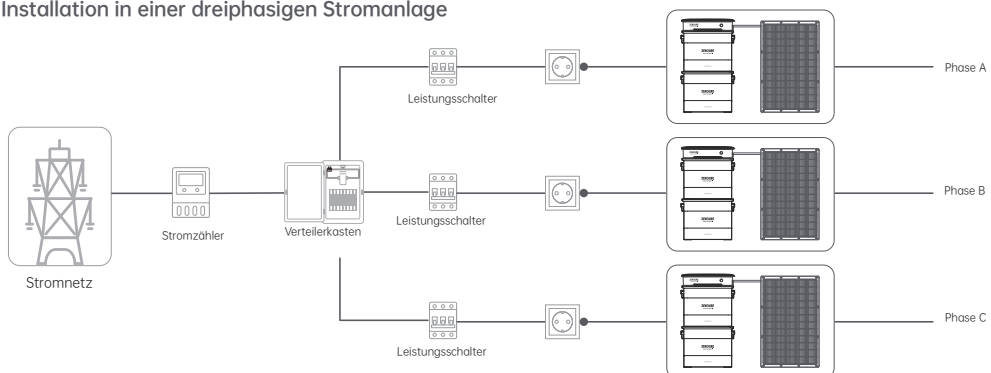 Installation in einer dreiphasigen Stromanlage
Leistungsschalter
Phase A
Stromnetz
Stromzähler
Verteilerkasten
Leistungsschalter
Phase B
Leistungsschalter
Phase C